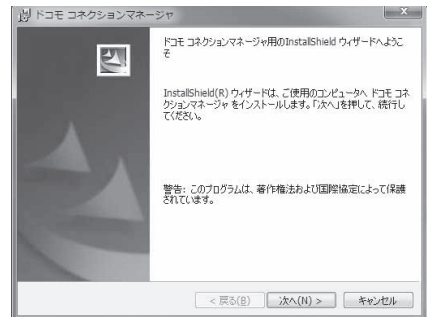 ドコモ コネクションマネージャ
ドコモ コネクションマネージャ用のInstallShield ウィザードへようこ
そ
InstallShield(R) ウィザードは、ご使用のコンピュータへ ドコモ コネ
クションマネージャ をインストールします。「次へ」を押して、続行し
てください。
警告: このプログラムは、著作権法および国際協定によって保護
されています。
< 戻る(B)
次へ(N) >
キャンセル